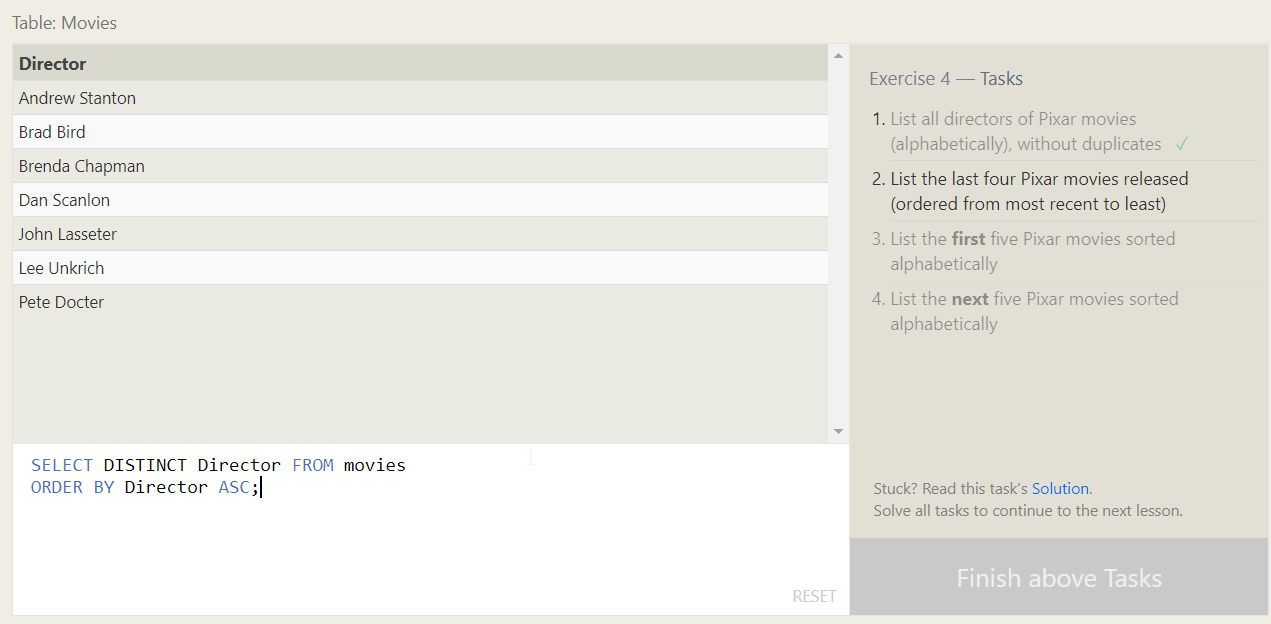 Table: Movies
Director
Andrew Stanton
Brad Bird
Brenda Chapman
Dan Scanlon
John Lasseter
Lee Unkrich
Pete Docter
SELECT DISTINCT Director FROM movies
ORDER BY Director ASC;
RESET
Exercise 4 — Tasks
1. List all directors of Pixar movies
(alphabetically), without duplicates ✓
2. List the last four Pixar movies released
(ordered from most recent to least)
3. List the first five Pixar movies sorted
alphabetically
4. List the next five Pixar movies sorted
alphabetically
Stuck? Read this task's Solution.
Solve all tasks to continue to the next lesson.
Finish above Tasks